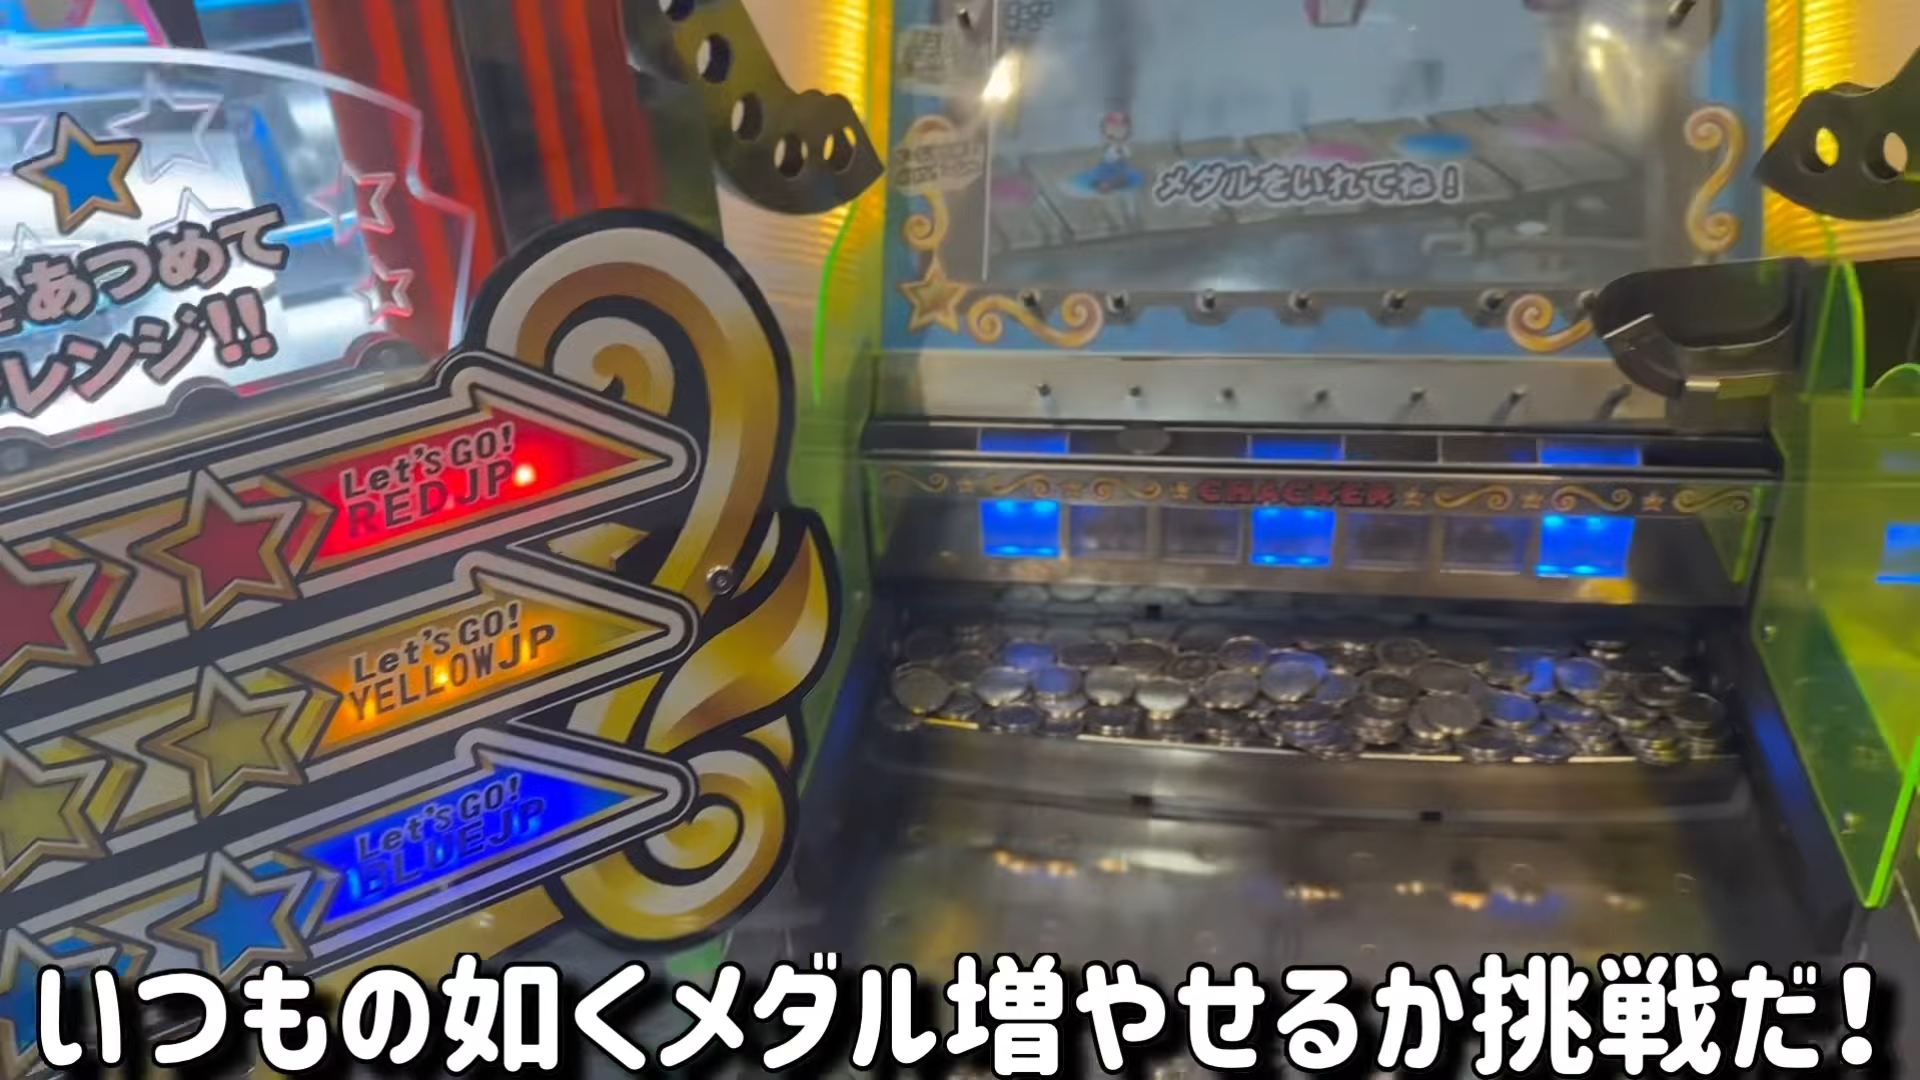 をあつめて
レンジ!!
メダルをいれてね!
Let's GO!
RED JP
CHACKER
Let's GO!
YELLOW JP
Let's GO!
BLUE JP
いつもの如くメダル増やせるか挑戦だ!